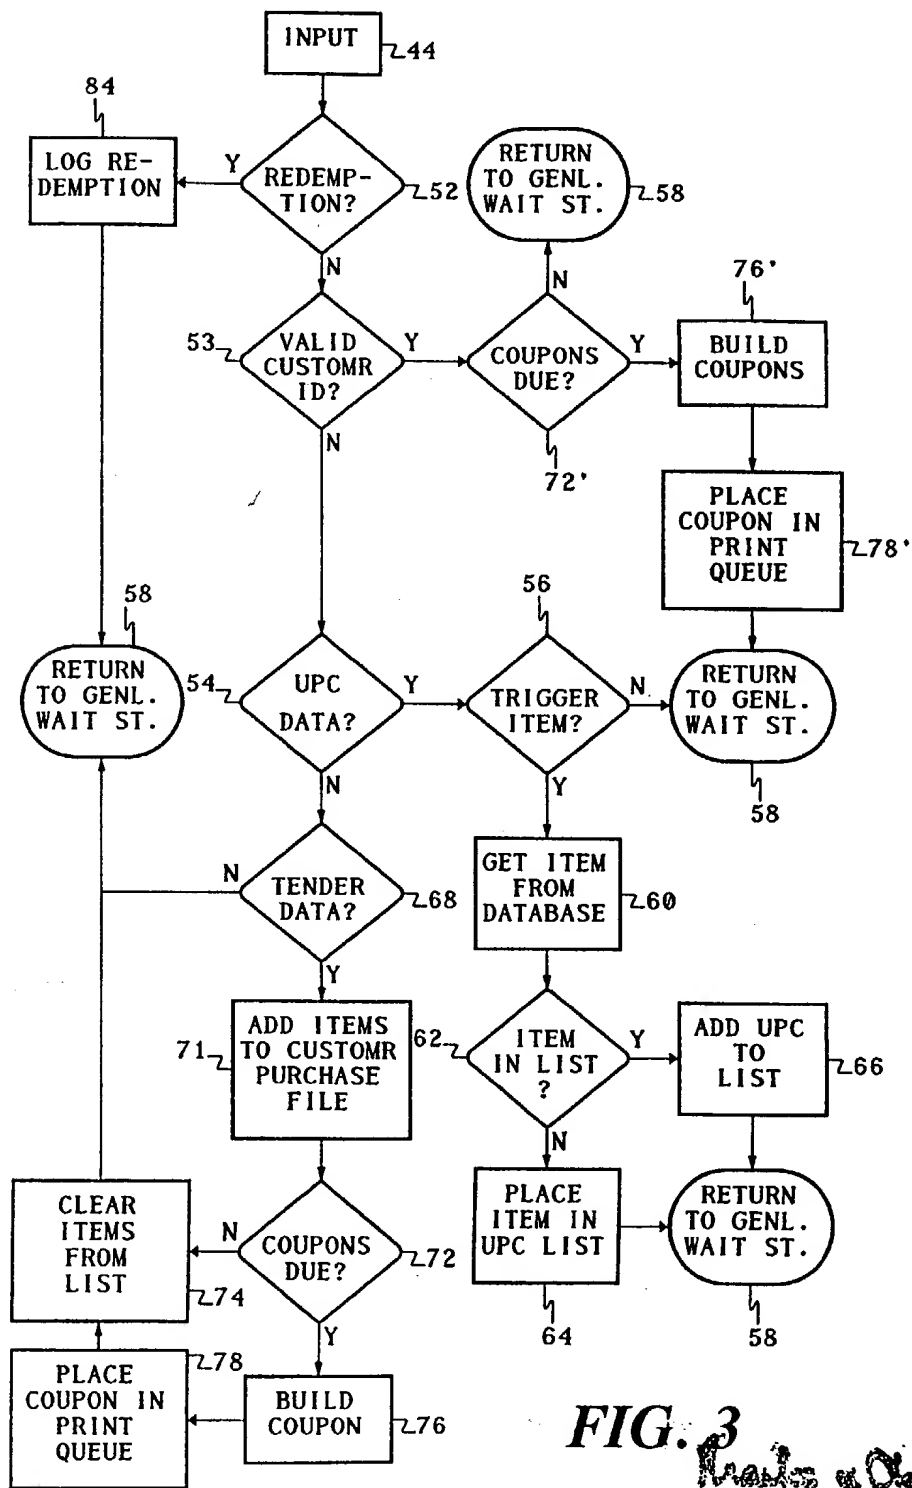 INPUT
44
84
LOG RE-
DEMPTION
Y
REDEMP-
TION?
52
N
RETURN
TO GENL.
WAIT ST.
58
N
53
VALID
CUSTOMR
ID?
Y
N
COUPONS
DUE?
Y
72'
76'
BUILD
COUPONS
PLACE
COUPON IN
PRINT
QUEUE
78'
58
RETURN
TO GENL.
WAIT ST.
54
UPC
DATA?
Y
N
56
TRIGGER
ITEM?
N
Y
RETURN
TO GENL.
WAIT ST.
58
N
TENDER
DATA?
68
Y
GET ITEM
FROM
DATABASE
60
71
ADD ITEMS
TO CUSTOMR
PURCHASE
FILE
62
ITEM
IN LIST
?
Y
N
ADD UPC
TO
LIST
66
CLEAR
ITEMS
FROM
LIST
74
N
COUPONS
DUE?
72
Y
PLACE
ITEM IN
UPC LIST
64
RETURN
TO GENL.
WAIT ST.
58
PLACE
COUPON IN
PRINT
QUEUE
78
BUILD
COUPON
76
FIG. 3